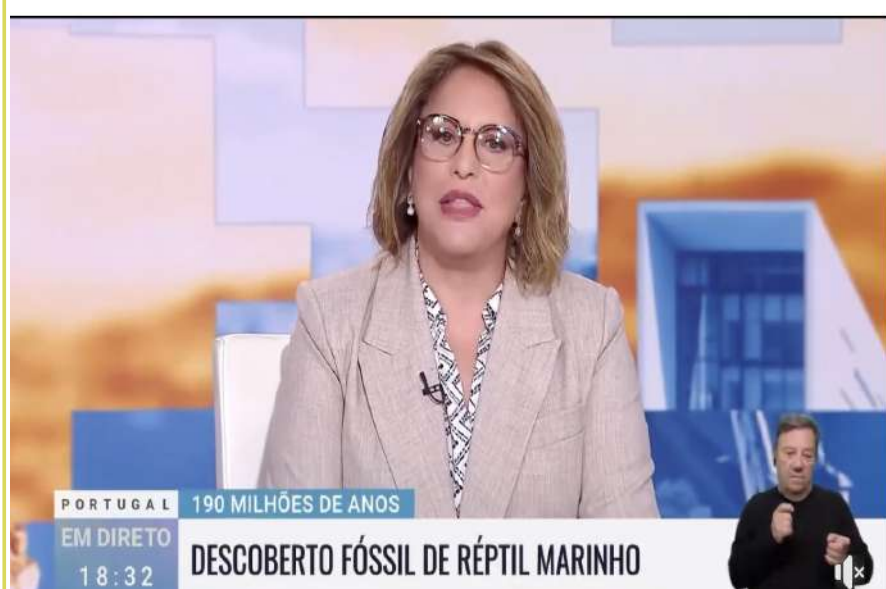 PORTUGAL
190 MILHÕES DE ANOS
EM DIRETO
DESCOBERTO FÓSSIL DE RÉPTIL MARINHO
18:32